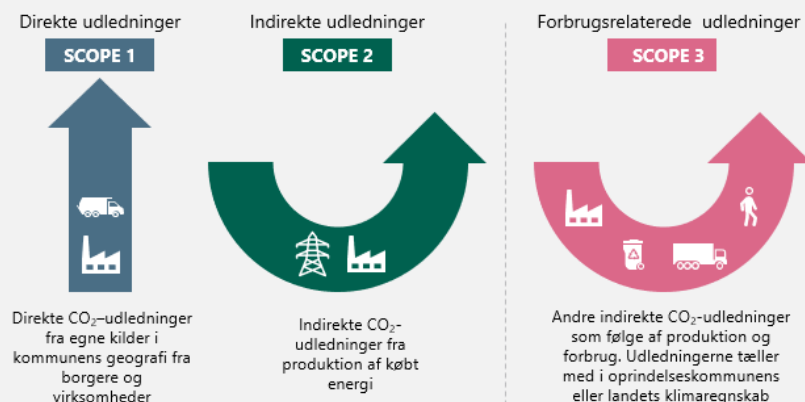 Direkte udledninger
SCOPE 1
Direkte CO₂–udledninger
fra egne kilder i
kommunens geografi fra
borgere og
virksomheder
Indirekte udledninger
SCOPE 2
Indirekte CO₂-
udledninger fra
produktion af købt
energi
Forbrugsrelaterede udledninger
SCOPE 3
Andre indirekte CO₂-udledninger
som følge af produktion og
forbrug. Udledningerne tæller
med i oprindelseskommunens
eller landets klimaregnskab